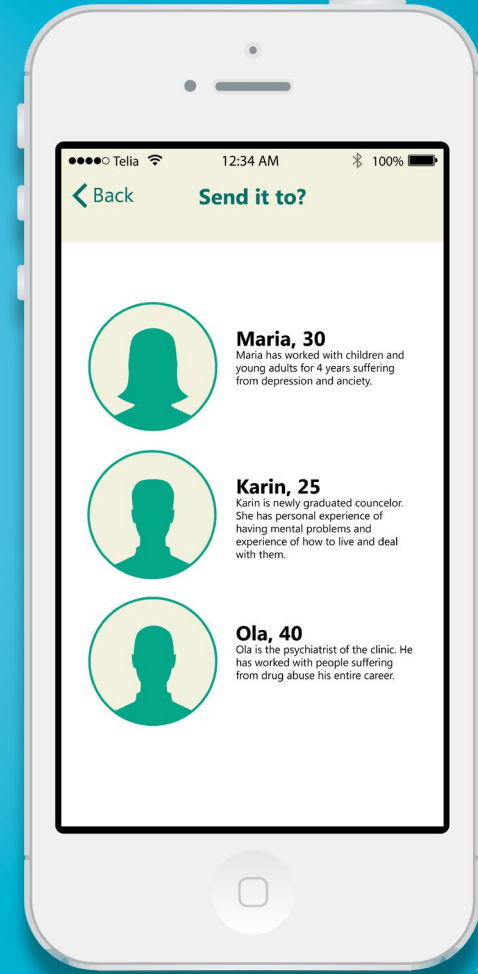 Telia 12:34 AM 100%
Back Send it to?
Maria, 30
Maria has worked with children and
young adults for 4 years suffering
from depression and anciety.
Karin, 25
Karin is newly graduated councelor.
She has personal experience of
having mental problems and
experience of how to live and deal
with them.
Ola, 40
Ola is the psychiatrist of the clinic. He
has worked with people suffering
from drug abuse his entire career.